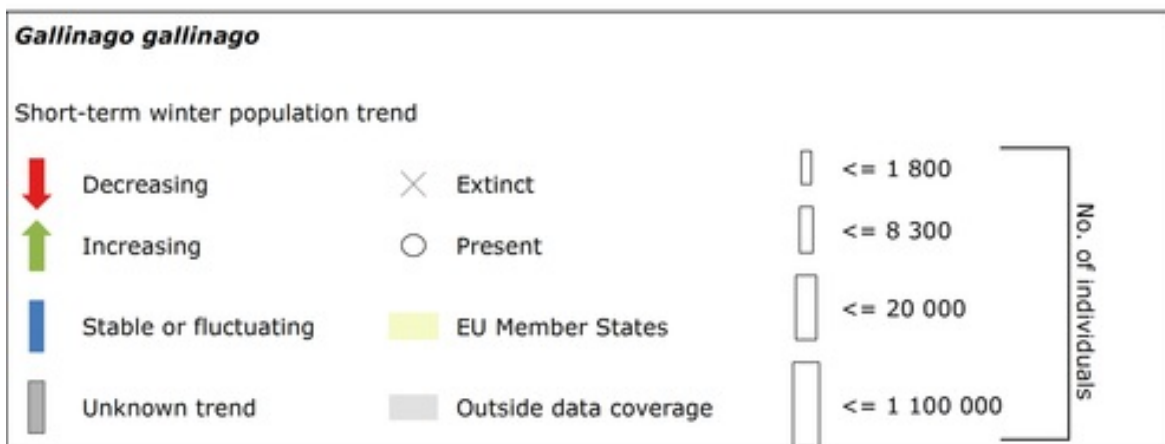 Gallinago gallinago
Short-term winter population trend
Decreasing
Extinct
<= 1 800
Increasing
Present
<= 8 300
Stable or fluctuating
EU Member States
<= 20 000
Unknown trend
Outside data coverage
<= 1 100 000
No. of individuals